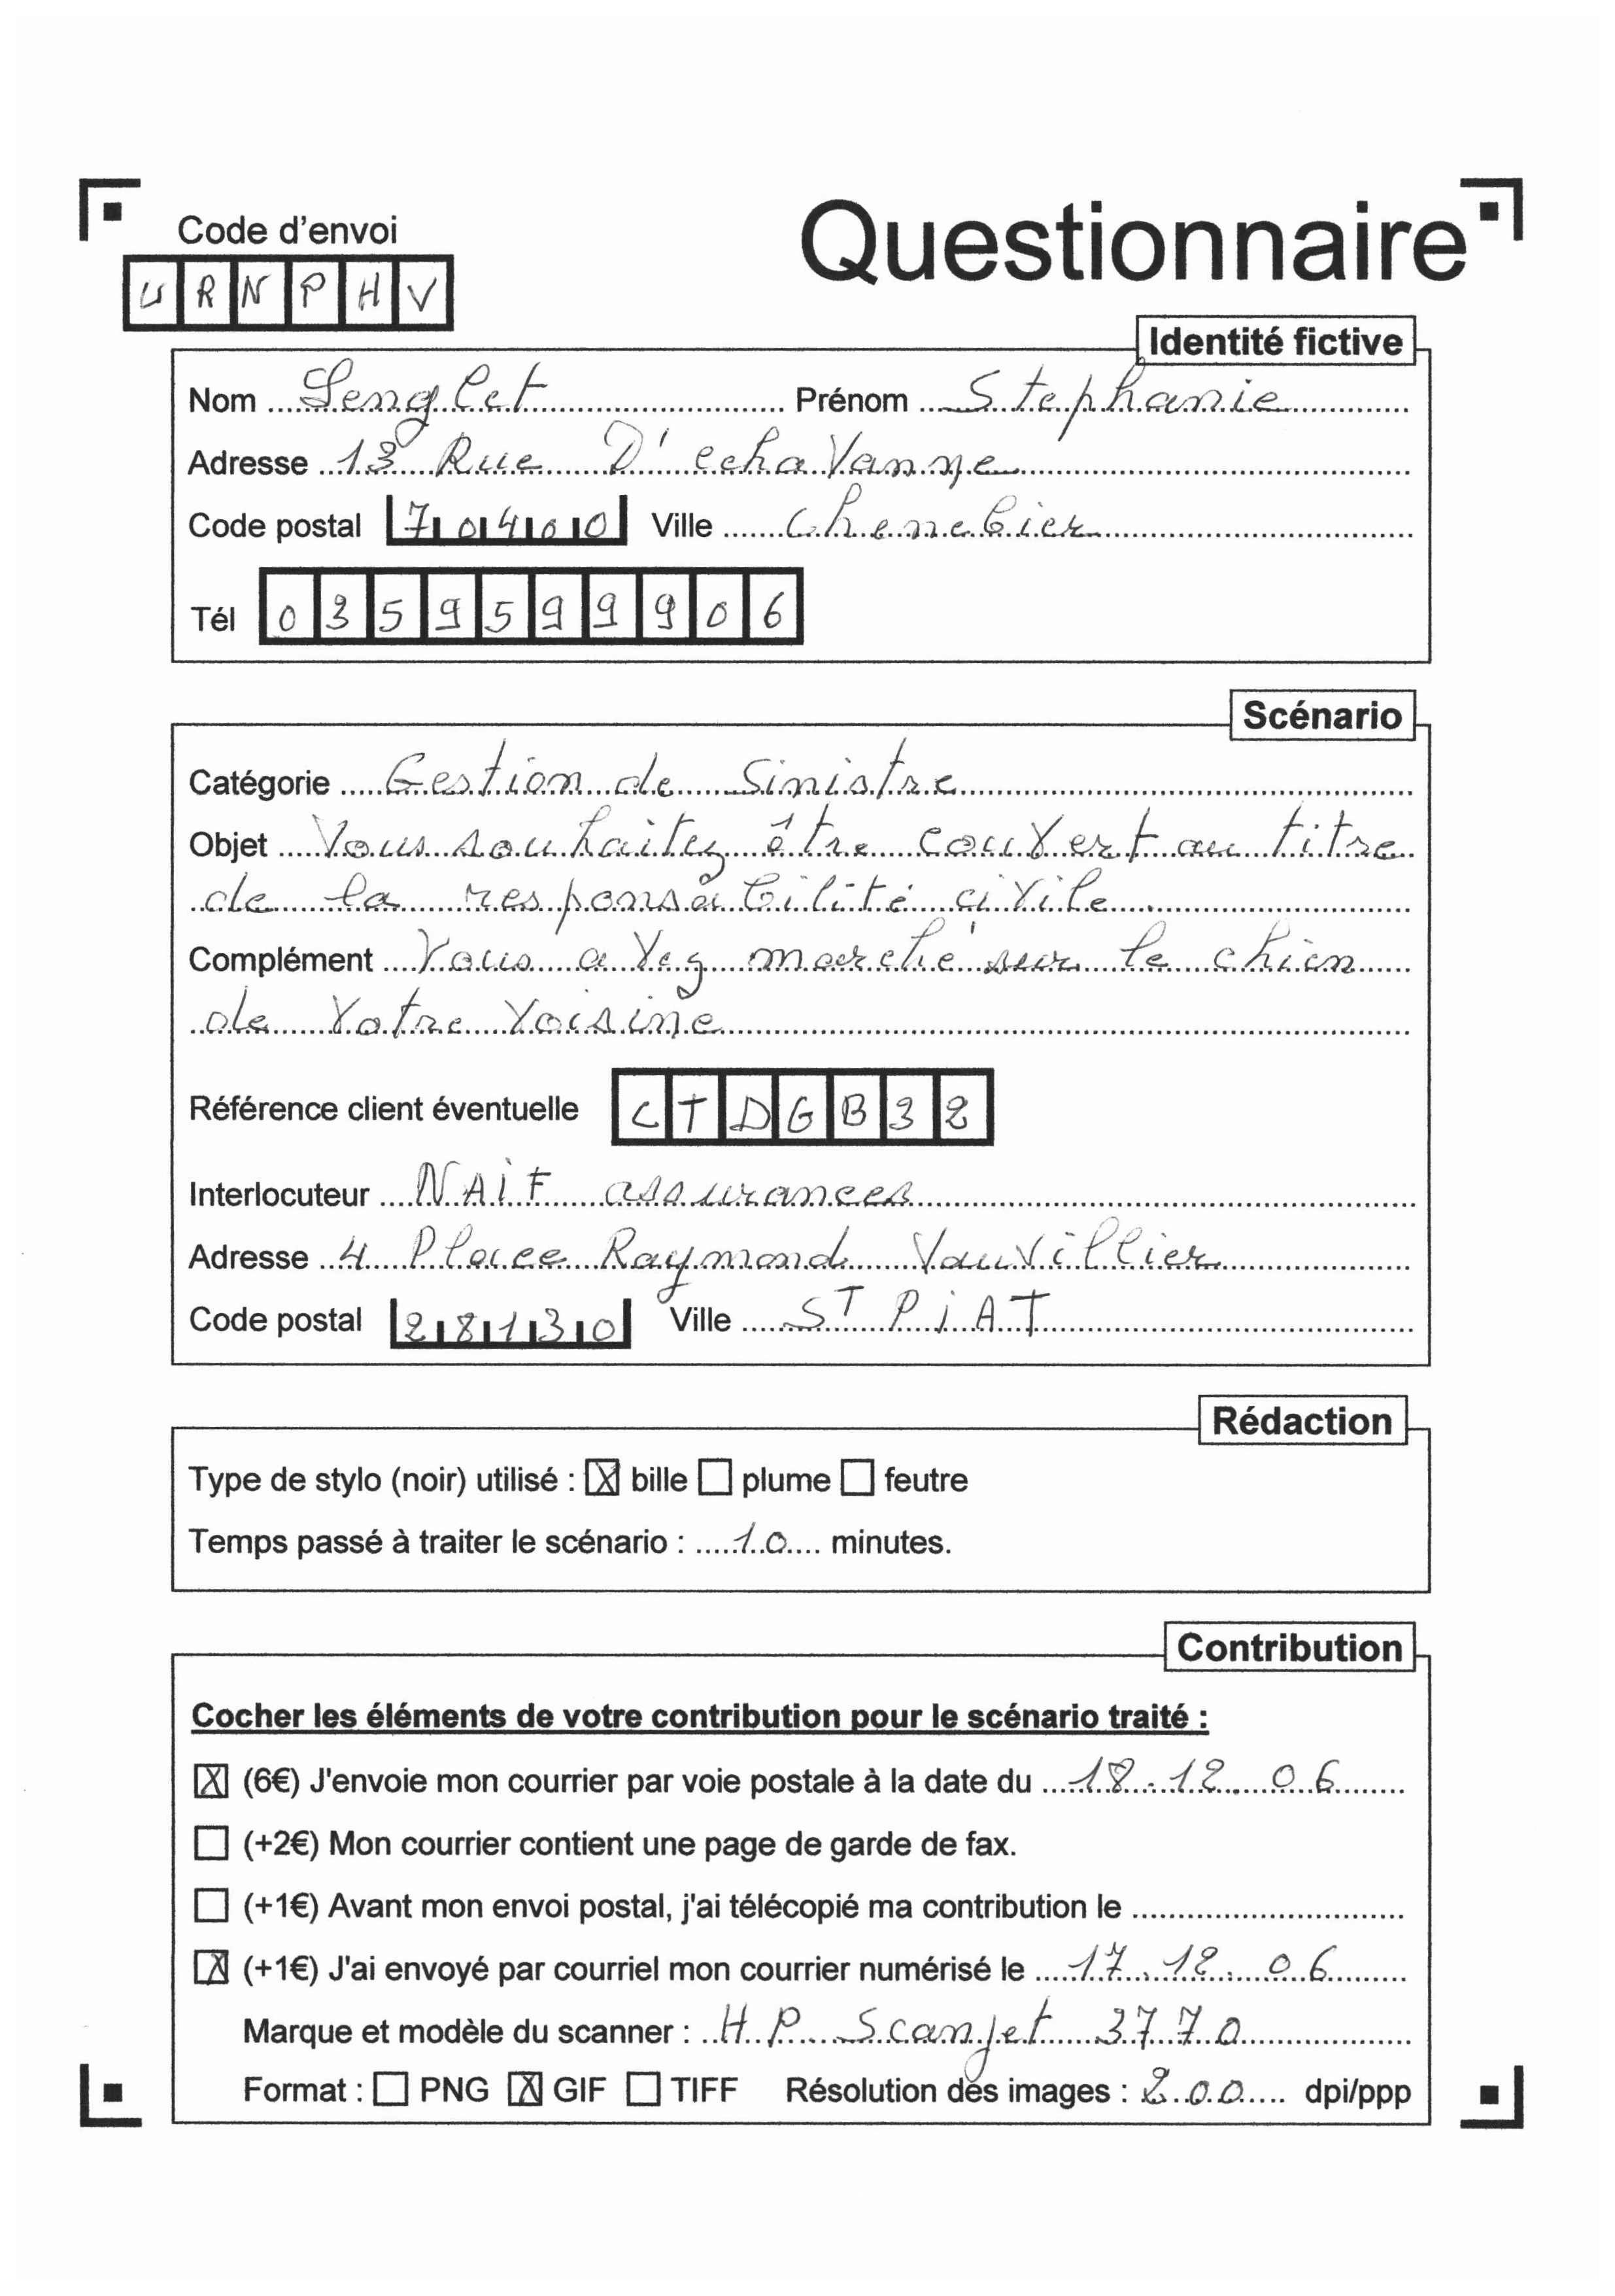 Code d'envoi
Questionnaire
U R N P H V
Identité fictive
Nom Lenglet Prénom Stephanie
Adresse 13 Rue D'echaVanne
Code postal 70400 Ville Chenebier
Tél 0359599906
Scénario
Catégorie Gestion de Sinistre
Objet Vous souhaitez être couvert au titre
de la responsabilité civile.
Complément Vous avez marché sur le chien
de Votre Voisine
Référence client éventuelle CTDGB32
Interlocuteur NAIF assurances
Adresse 4 Place Raymond Vauvillier
Code postal 28130 Ville ST PiAT
Rédaction
Type de stylo (noir) utilisé : ☒ bille ☐ plume ☐ feutre
Temps passé à traiter le scénario : 10 minutes.
Contribution
Cocher les éléments de votre contribution pour le scénario traité :
☒ (6€) J'envoie mon courrier par voie postale à la date du 18.12.06
☐ (+2€) Mon courrier contient une page de garde de fax.
☐ (+1€) Avant mon envoi postal, j'ai télécopié ma contribution le
☒ (+1€) J'ai envoyé par courriel mon courrier numérisé le 17.12.06
Marque et modèle du scanner : H.P. Scanjet 3770
Format : ☐ PNG ☒ GIF ☐ TIFF Résolution des images : 200 dpi/ppp